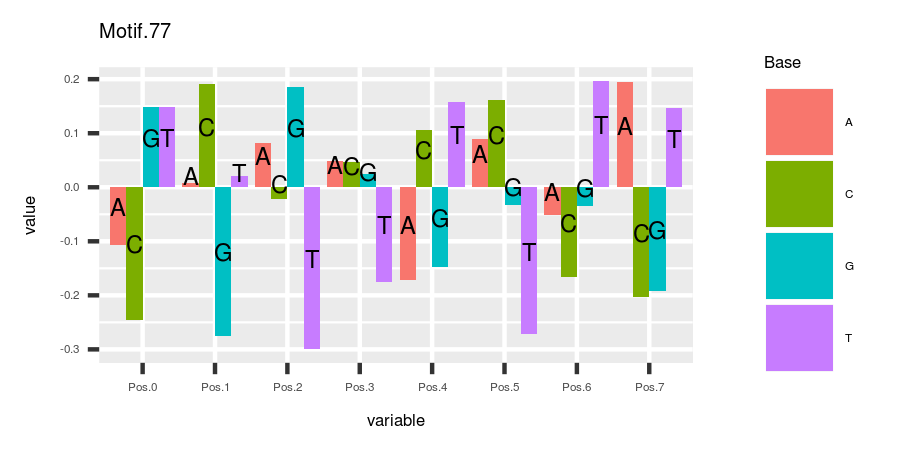 Motif.77
Base
0.2
0.1
0.0
-0.1
-0.2
-0.3
value
A C G T A C G T A C G T A C G T A C G T A C G T A C G T A C G T
Pos.0 Pos.1 Pos.2 Pos.3 Pos.4 Pos.5 Pos.6 Pos.7
variable
A
C
G
T